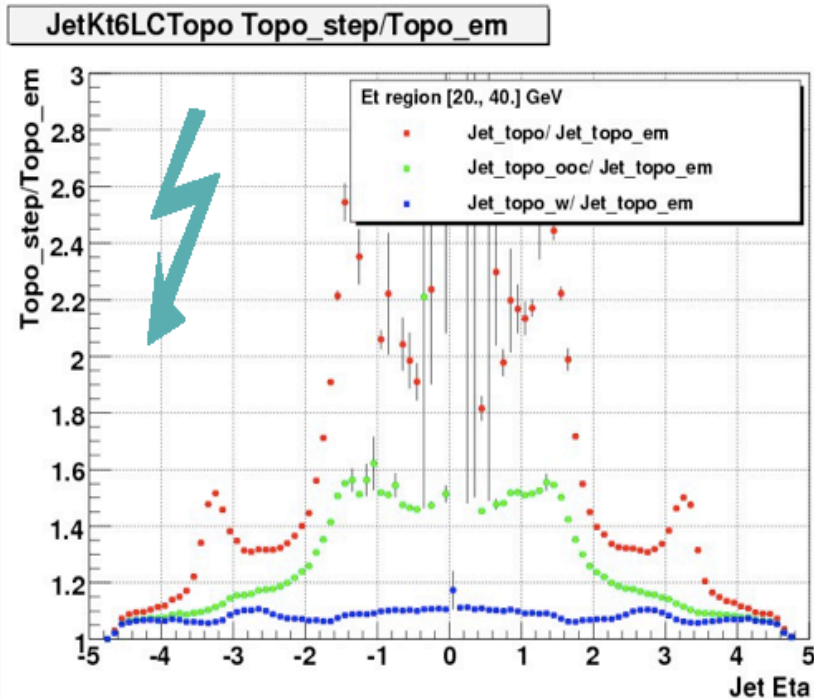 JetKt6LCTopo Topo_step/Topo_em
Topo_step/Topo_em
3
2.8
2.6
2.4
2.2
2
1.8
1.6
1.4
1.2
1
Et region [20., 40.] GeV
Jet_topo/ Jet_topo_em
Jet_topo_ooc/ Jet_topo_em
Jet_topo_w/ Jet_topo_em
-5 -4 -3 -2 -1 0 1 2 3 4 5
Jet Eta